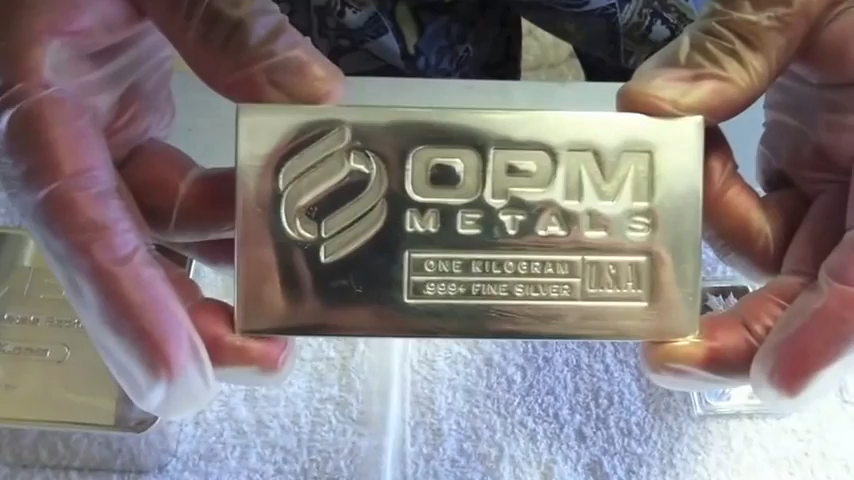 OPM
METALS
ONE KILOGRAM U.S.A.
.999+ FINE SILVER